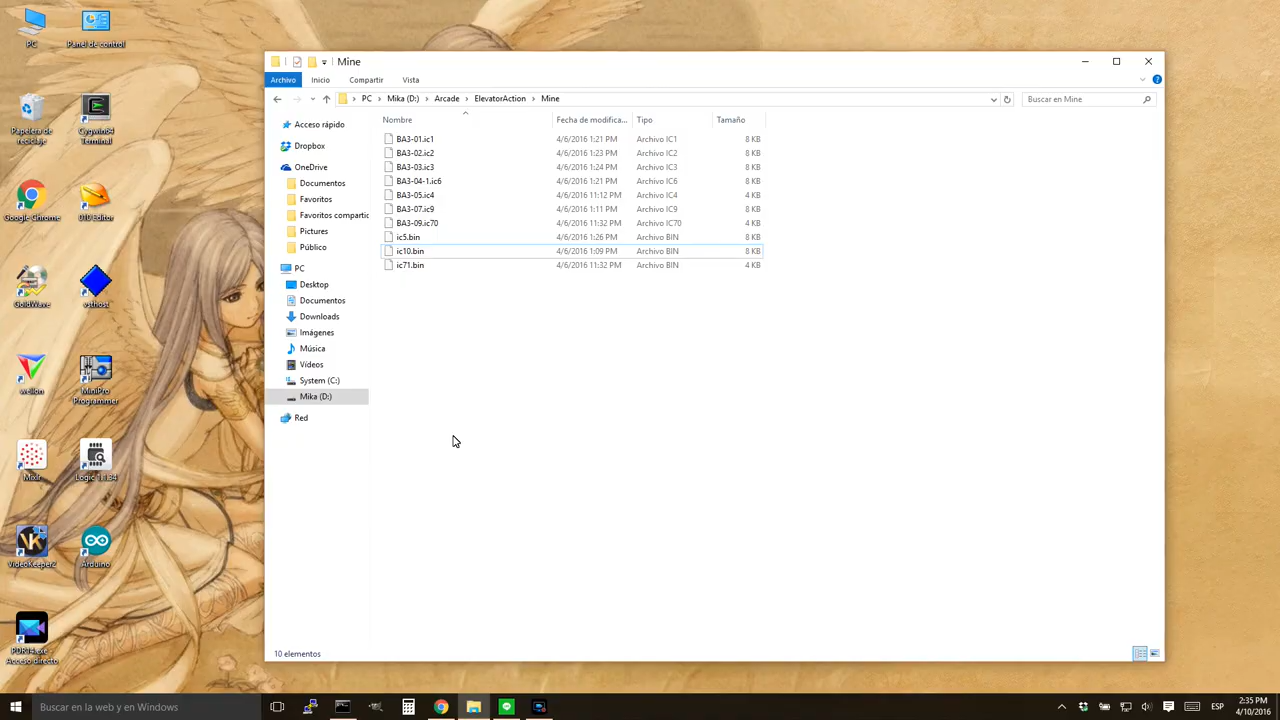 PC
Panel de control
Papelera de reciclaje
Cygwin64 Terminal
Google Chrome
010 Editor
GoldWave
vsthost
wellon
MiniPro Programmer
Mixlr
Logic 1.1.34
VideoKeeper2
Arduino
PDR14.exe - Acceso directo
Mine
Archivo
Inicio
Compartir
Vista
PC > Mika (D:) > Arcade > ElevatorAction > Mine
Buscar en Mine
Acceso rápido
Dropbox
OneDrive
Documentos
Favoritos
Favoritos compartic
Pictures
Público
PC
Desktop
Documentos
Downloads
Imágenes
Música
Vídeos
System (C:)
Mika (D:)
Red
Nombre Fecha de modifica... Tipo Tamaño
BA3-01.ic1 4/6/2016 1:21 PM Archivo IC1 8 KB
BA3-02.ic2 4/6/2016 1:23 PM Archivo IC2 8 KB
BA3-03.ic3 4/6/2016 1:24 PM Archivo IC3 8 KB
BA3-04-1.ic6 4/6/2016 1:21 PM Archivo IC6 8 KB
BA3-05.ic4 4/6/2016 11:12 PM Archivo IC4 4 KB
BA3-07.ic9 4/6/2016 1:11 PM Archivo IC9 8 KB
BA3-09.ic70 4/6/2016 11:32 PM Archivo IC70 4 KB
ic5.bin 4/6/2016 1:26 PM Archivo BIN 8 KB
ic10.bin 4/6/2016 1:09 PM Archivo BIN 8 KB
ic71.bin 4/6/2016 11:32 PM Archivo BIN 4 KB
10 elementos
Buscar en la web y en Windows
ESP
2:35 PM
4/10/2016